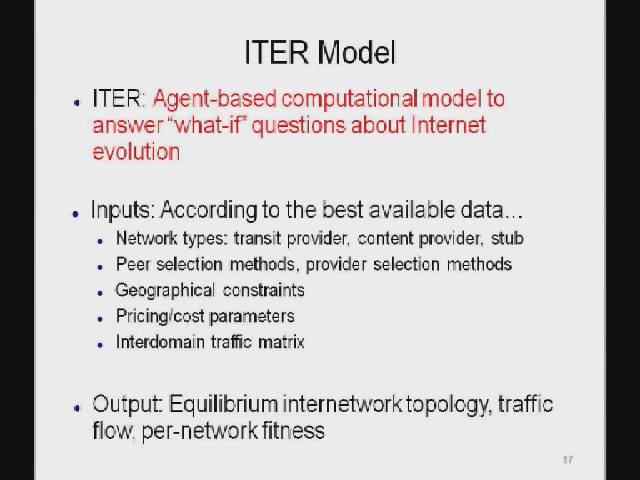 ITER Model
• ITER: Agent-based computational model to
answer “what-if” questions about Internet
evolution
• Inputs: According to the best available data…
• Network types: transit provider, content provider, stub
• Peer selection methods, provider selection methods
• Geographical constraints
• Pricing/cost parameters
• Interdomain traffic matrix
• Output: Equilibrium internetwork topology, traffic
flow, per-network fitness
17